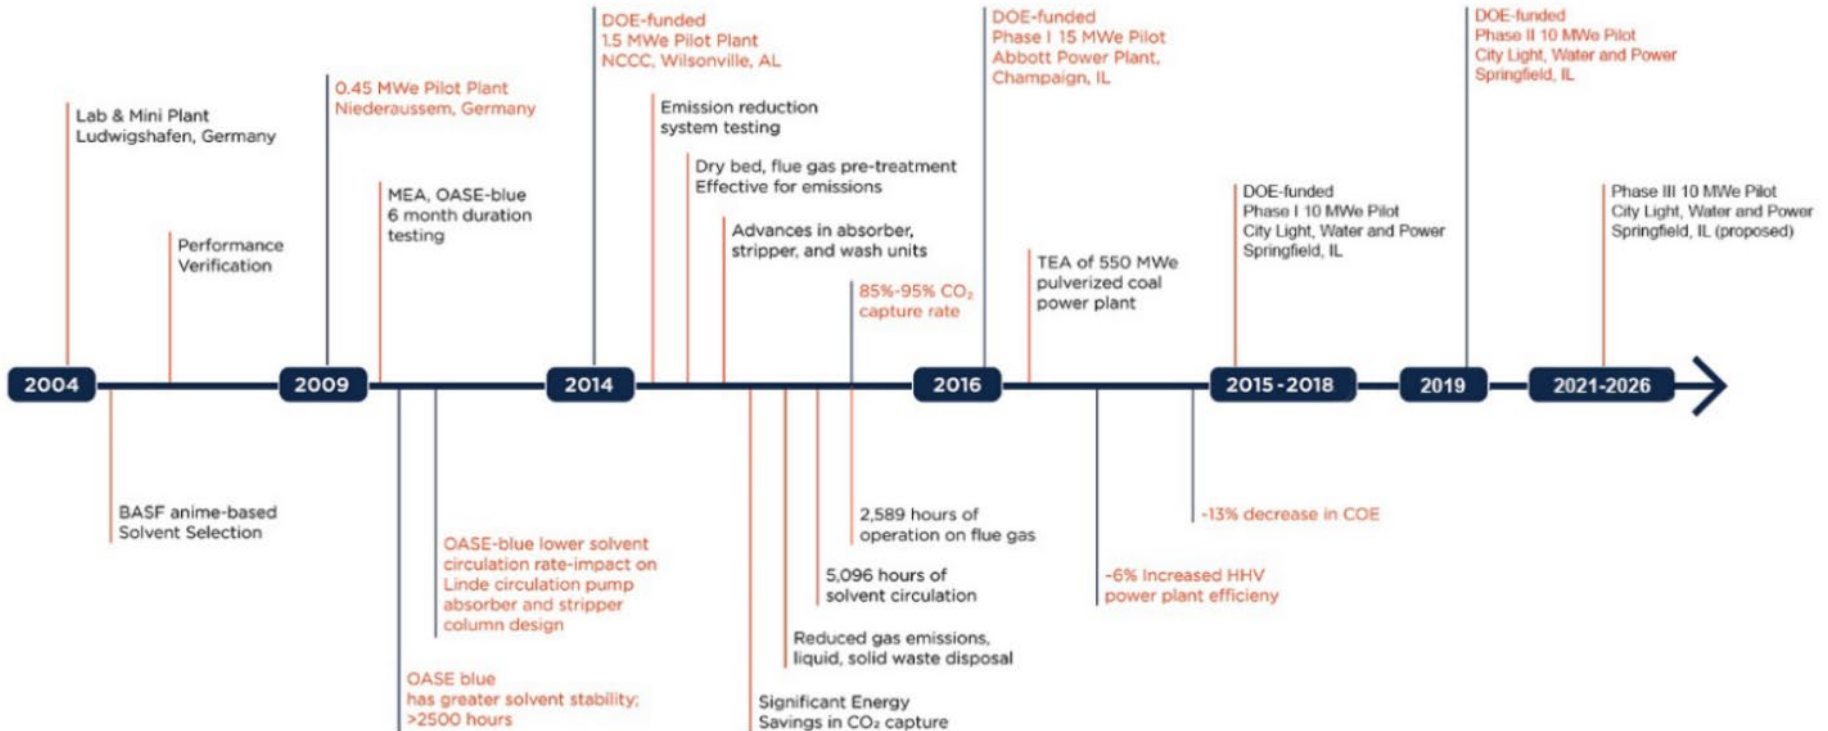 DOE-funded
1.5 MWe Pilot Plant
NCCC, Wilsonville, AL
DOE-funded
Phase I 15 MWe Pilot
Abbott Power Plant,
Champaign, IL
DOE-funded
Phase II 10 MWe Pilot
City Light, Water and Power
Springfield, IL
0.45 MWe Pilot Plant
Niederaussem, Germany
Lab & Mini Plant
Ludwigshafen, Germany
Emission reduction
system testing
Dry bed, flue gas pre-treatment
Effective for emissions
MEA, OASE-blue
6 month duration
testing
DOE-funded
Phase I 10 MWe Pilot
City Light, Water and Power
Springfield, IL
Phase III 10 MWe Pilot
City Light, Water and Power
Springfield, IL (proposed)
Performance
Verification
Advances in absorber,
stripper, and wash units
TEA of 550 MWe
pulverized coal
power plant
85%-95% CO₂
capture rate
2004
2009
2014
2016
2015-2018
2019
2021-2026
BASF anime-based
Solvent Selection
2,589 hours of
operation on flue gas
~13% decrease in COE
OASE-blue lower solvent
circulation rate-impact on
Linde circulation pump
absorber and stripper
column design
5,096 hours of
solvent circulation
~6% Increased HHV
power plant efficieny
Reduced gas emissions,
liquid, solid waste disposal
OASE blue
has greater solvent stability;
>2500 hours
Significant Energy
Savings in CO₂ capture